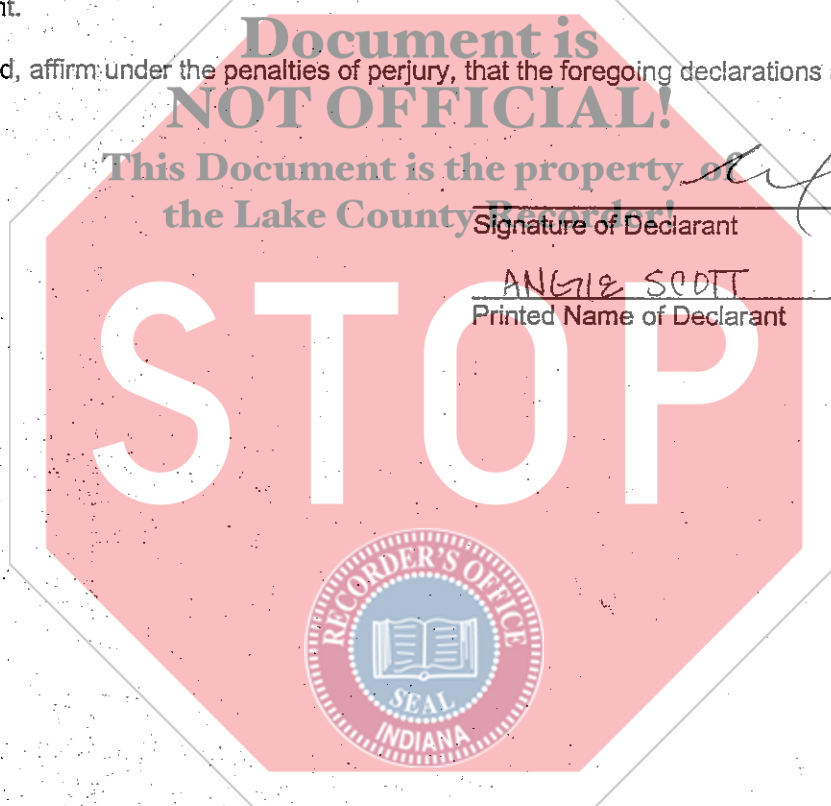 nt.
Document is
d, affirm under the penalties of perjury, that the foregoing declarations
NOT OFFICIAL!
This Document is the property of
the Lake County Recorder!
Signature of Declarant
ANGIE SCOTT
Printed Name of Declarant
STOP
RECORDER'S OFFICE
SEAL
INDIANA